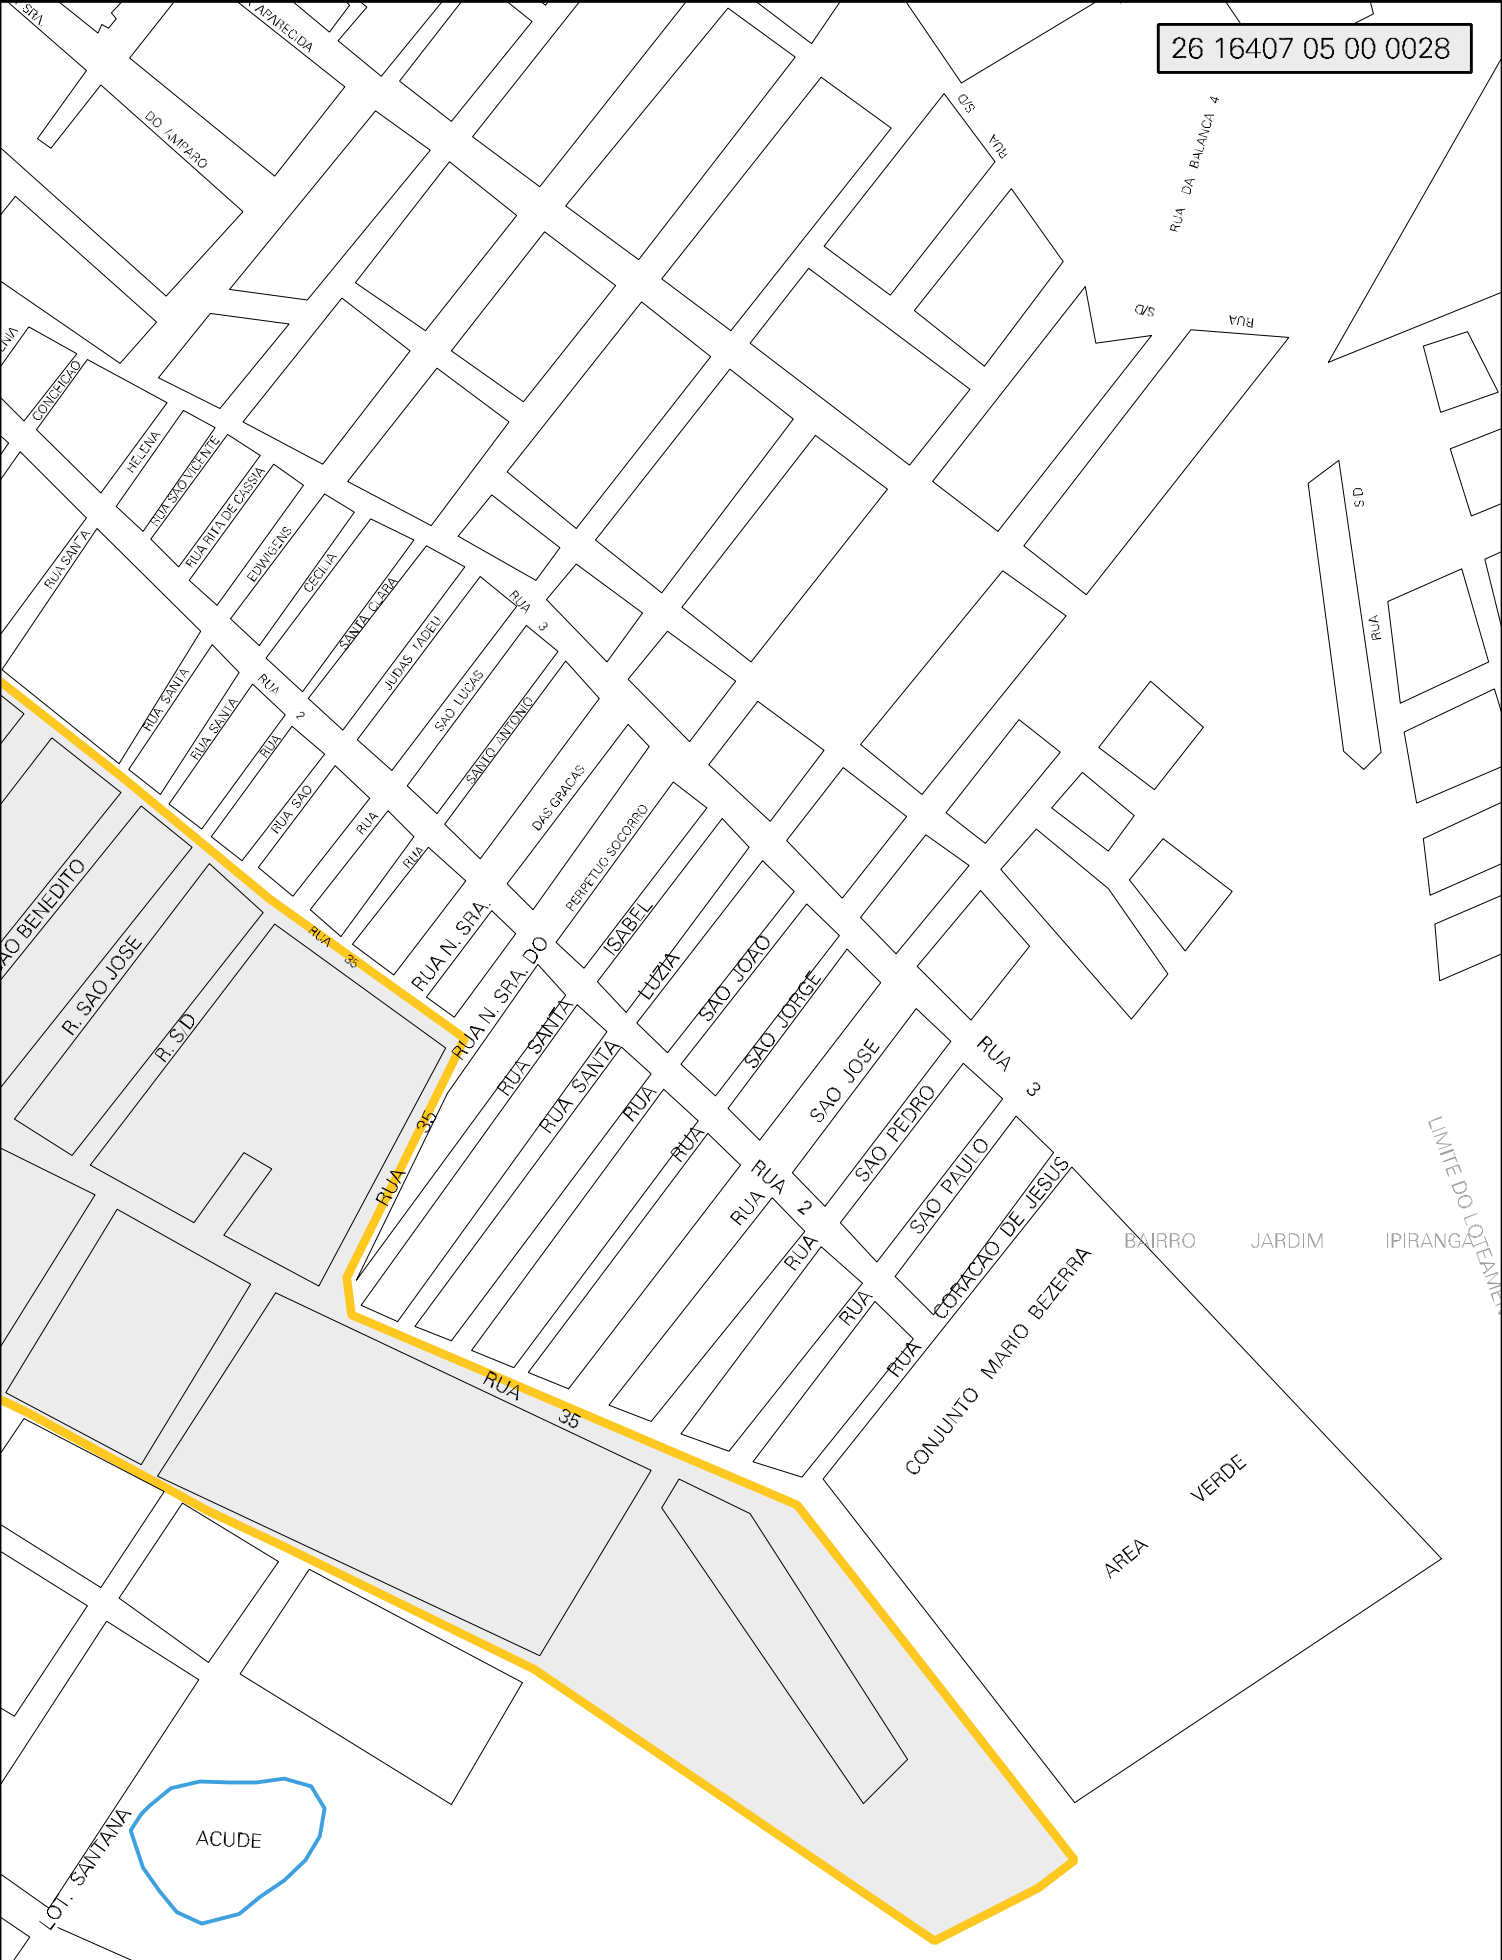 SRA
APARECIDA
26 16407 05 00 0028
DO AMPARO
S/D
RUA
RUA DA BALANCA 4
S/D
RUA
CONCEICAO
HELENA
RUA SAO VICENTE
RUA RITA DE CASSIA
EDWIGENS
CECILIA
SANTA CLARA
JUDAS TADEU
SAO LUCAS
SANTO ANTONIO
DAS GRACAS
PERPETUO SOCORRO
RUA 3
S D
RUA
RUA SANTA
RUA SANTA
RUA SANTA
RUA
RUA SAO
RUA
RUA
RUA 2
RUA 35
RUA N. SRA.
RUA N. SRA. DO
ISABEL
LUZIA
SAO JOAO
SAO JORGE
SAO JOSE
SAO PEDRO
SAO PAULO
CORACAO DE JESUS
RUA 3
AO BENEDITO
R. SAO JOSE
R. S/D
RUA 35
RUA SANTA
RUA SANTA
RUA
RUA
RUA 2
RUA
RUA
RUA
RUA
LIMITE DO LOTEAMEN
BAIRRO JARDIM IPIRANGA
CONJUNTO MARIO BEZERRA
RUA 35
AREA VERDE
ACUDE
LOT. SANTANA